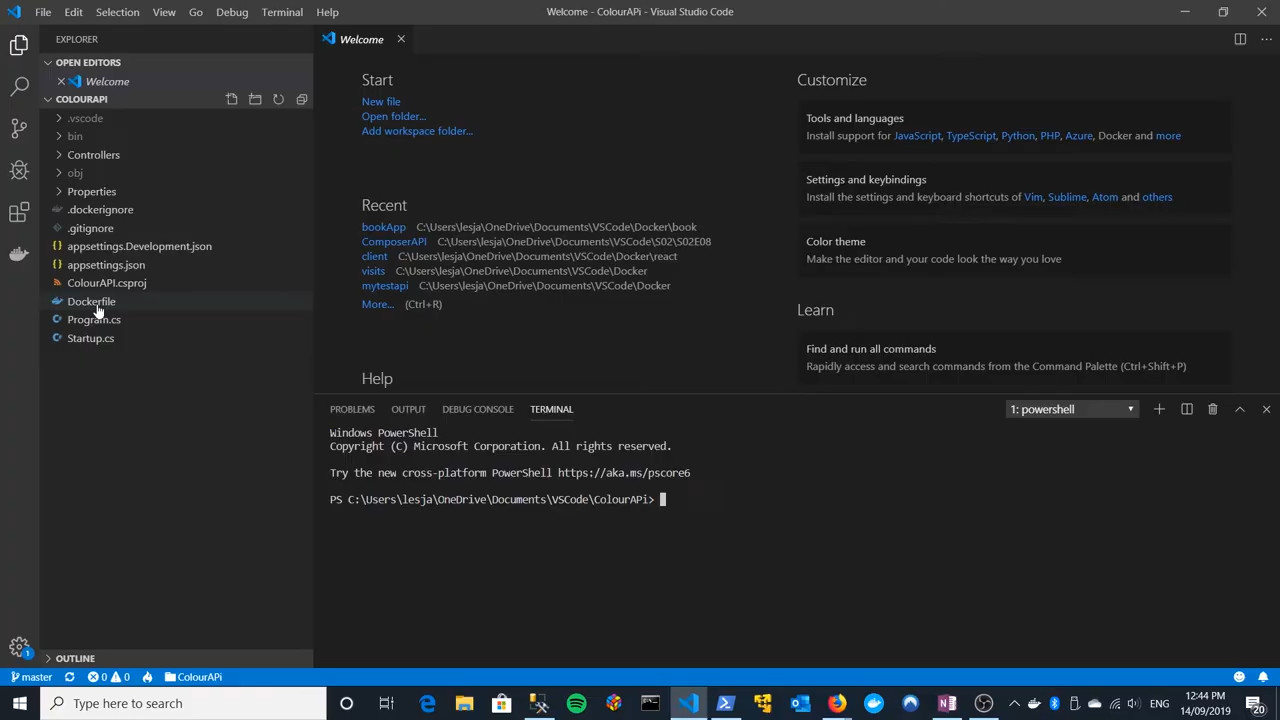 File Edit Selection View Go Debug Terminal Help
Welcome - ColourAPi - Visual Studio Code
EXPLORER
OPEN EDITORS
Welcome
COLOURAPI
.vscode
bin
Controllers
obj
Properties
.dockerignore
.gitignore
appsettings.Development.json
appsettings.json
ColourAPI.csproj
Dockerfile
Program.cs
Startup.cs
OUTLINE
Welcome
Start
New file
Open folder...
Add workspace folder...
Recent
bookApp C:\Users\lesja\OneDrive\Documents\VSCode\Docker\book
ComposerAPI C:\Users\lesja\OneDrive\Documents\VSCode\S02\S02E08
client C:\Users\lesja\OneDrive\Documents\VSCode\Docker\react
visits C:\Users\lesja\OneDrive\Documents\VSCode\Docker
mytestapi C:\Users\lesja\OneDrive\Documents\VSCode\Docker
More... (Ctrl+R)
Help
Customize
Tools and languages
Install support for JavaScript, TypeScript, Python, PHP, Azure, Docker and more
Settings and keybindings
Install the settings and keyboard shortcuts of Vim, Sublime, Atom and others
Color theme
Make the editor and your code look the way you love
Learn
Find and run all commands
Rapidly access and search commands from the Command Palette (Ctrl+Shift+P)
PROBLEMS OUTPUT DEBUG CONSOLE TERMINAL
1: powershell
Windows PowerShell
Copyright (C) Microsoft Corporation. All rights reserved.
Try the new cross-platform PowerShell https://aka.ms/pscore6
PS C:\Users\lesja\OneDrive\Documents\VSCode\ColourAPi>
1
master 0 0 ColourAPi
Type here to search
ENG
12:44 PM
14/09/2019
20